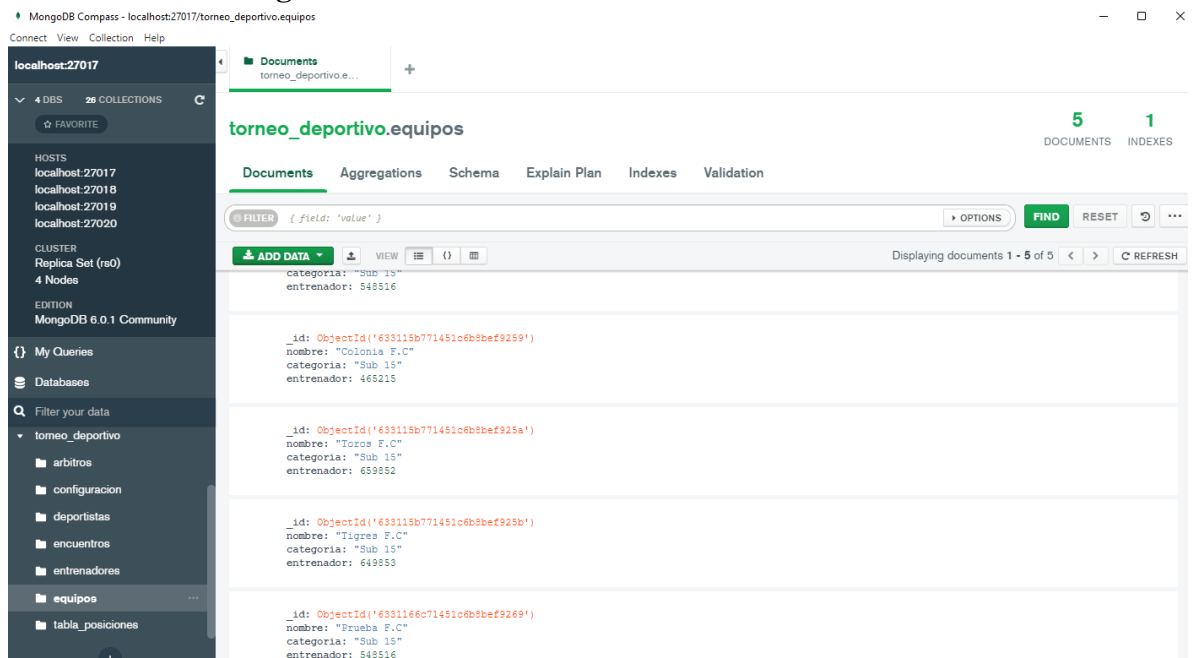 MongoDB Compass - localhost:27017/torneo_deportivo.equipos
Connect View Collection Help
localhost:27017
Documents
torneo_deportivo.e...
4 DBS 26 COLLECTIONS
FAVORITE
HOSTS
localhost:27017
localhost:27018
localhost:27019
localhost:27020
CLUSTER
Replica Set (rs0)
4 Nodes
EDITION
MongoDB 6.0.1 Community
{} My Queries
Databases
Filter your data
torneo_deportivo
arbitros
configuracion
deportistas
encuentros
entrenadores
equipos
tabla_posiciones
torneo_deportivo.equipos
5 DOCUMENTS
1 INDEXES
Documents Aggregations Schema Explain Plan Indexes Validation
FILTER { field: 'value' } OPTIONS FIND RESET ...
ADD DATA VIEW {} Displaying documents 1 - 5 of 5 < > REFRESH
categoria: "Sub 15"
entrenador: 548516
_id: ObjectId('633115b771451c6b8bef9259')
nombre: "Colonia F.C"
categoria: "Sub 15"
entrenador: 465215
_id: ObjectId('633115b771451c6b8bef925a')
nombre: "Toros F.C"
categoria: "Sub 15"
entrenador: 659852
_id: ObjectId('633115b771451c6b8bef925b')
nombre: "Tigres F.C"
categoria: "Sub 15"
entrenador: 649853
_id: ObjectId('6331166c71451c6b8bef9269')
nombre: "Prueba F.C"
categoria: "Sub 15"
entrenador: 548516